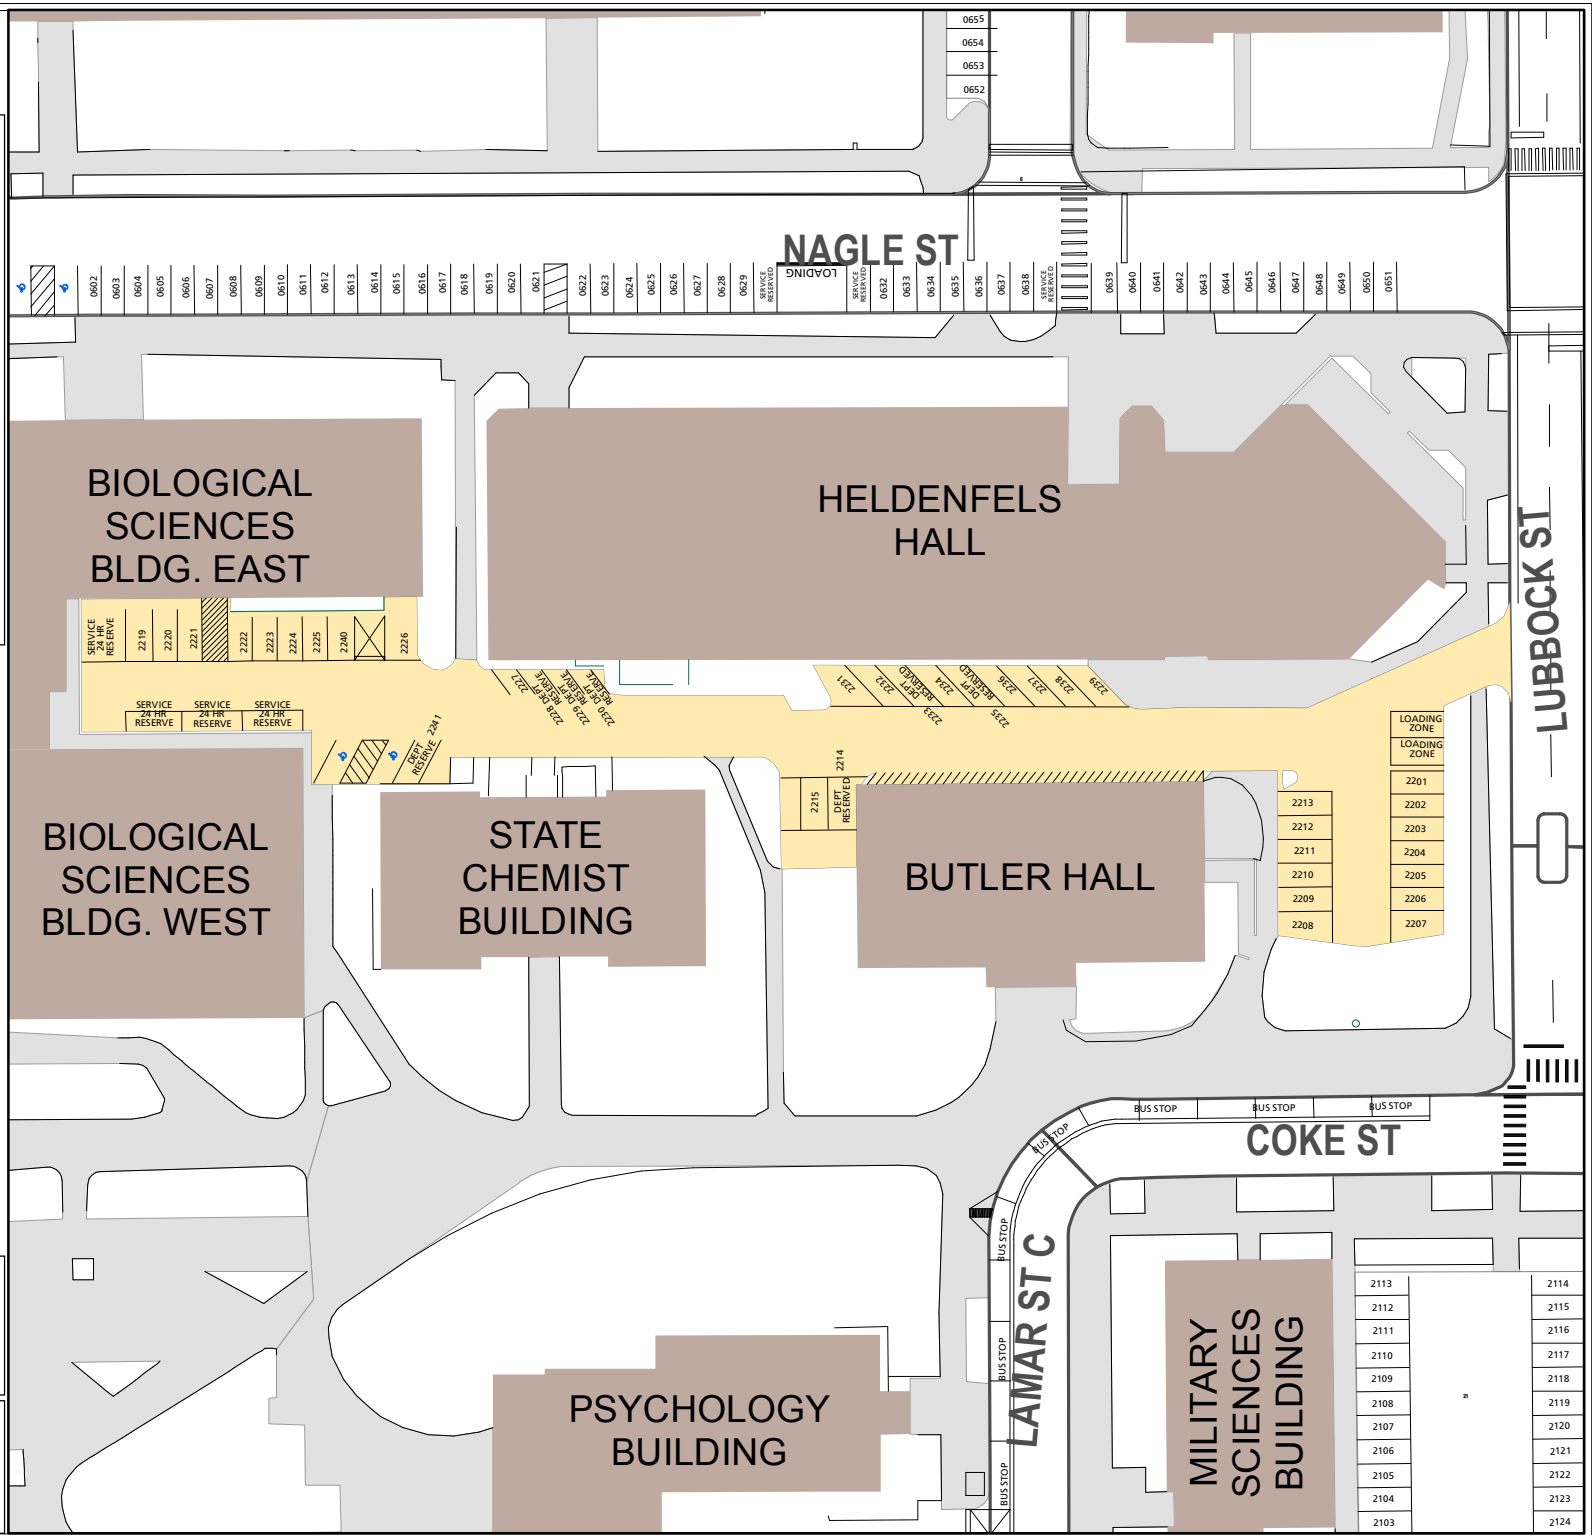 0655
0654
0653
0652
NAGLE ST
LOADING
0602
0603
0604
0605
0606
0607
0608
0609
0610
0611
0612
0613
0614
0615
0616
0617
0618
0619
0620
0621
0622
0623
0624
0625
0626
0627
0628
0629
SERVICE
RESERVED
SERVICE
RESERVED
0632
0633
0634
0635
0636
0637
0638
SERVICE
RESERVED
0639
0640
0641
0642
0643
0644
0645
0646
0647
0648
0649
0650
0651
BIOLOGICAL
SCIENCES
BLDG. EAST
HELDENFELS
HALL
LUBBOCK ST
SERVICE
24 HR
RESERVE
2219
2220
2221
2222
2223
2224
2225
2240
2226
2227
2228 DEPT
RESERVE
2229 DEPT
RESERVE
2230 DEPT
RESERVE
2231
2232
2233
DEPT
RESERVED
2234
2235
DEPT
RESERVED
2236
2237
2238
2239
SERVICE
24 HR
RESERVE
SERVICE
24 HR
RESERVE
SERVICE
24 HR
RESERVE
DEPT
RESERVE 2241
2214
DEPT
RESERVED
2215
LOADING
ZONE
LOADING
ZONE
2201
2202
2203
2204
2205
2206
2207
2213
2212
2211
2210
2209
2208
BIOLOGICAL
SCIENCES
BLDG. WEST
STATE
CHEMIST
BUILDING
BUTLER HALL
BUS STOP
BUS STOP
BUS STOP
BUS STOP
COKE ST
BUS STOP
BUS STOP
BUS STOP
LAMAR ST C
PSYCHOLOGY
BUILDING
MILITARY
SCIENCES
BUILDING
2113
2112
2111
2110
2109
2108
2107
2106
2105
2104
2103
2114
2115
2116
2117
2118
2119
2120
2121
2122
2123
2124